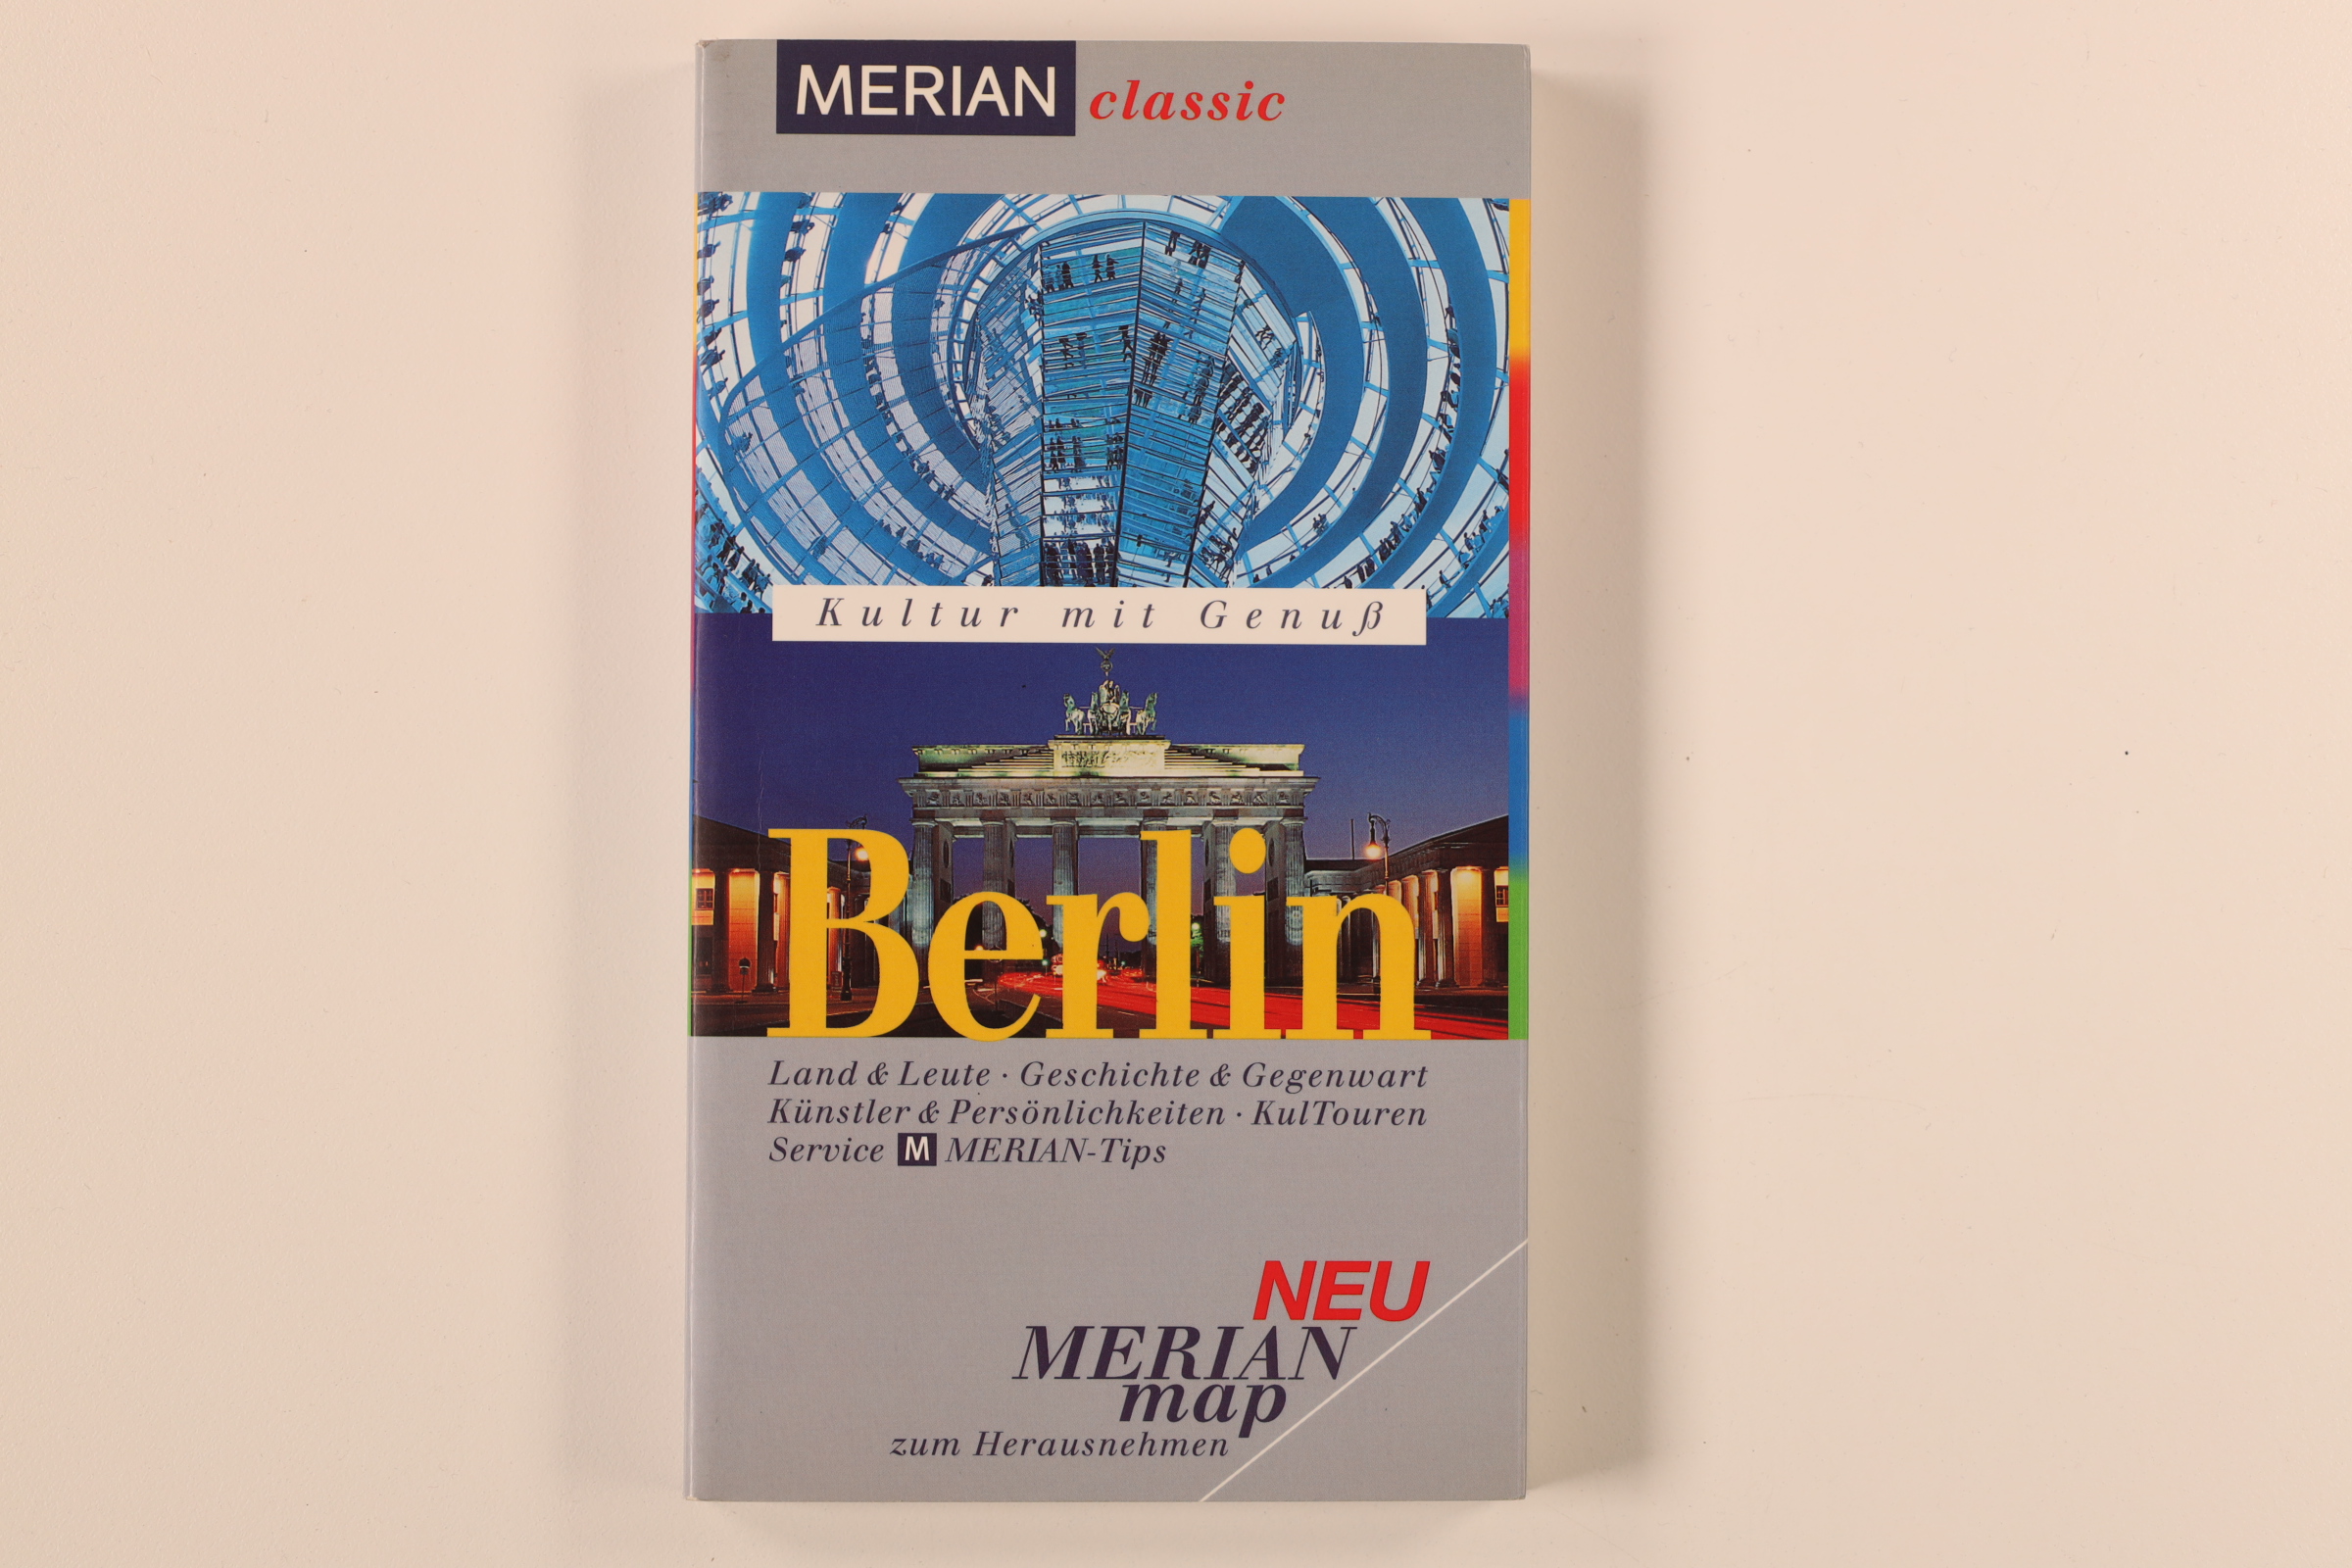 MERIAN classic
Kultur mit Genuß
Berlin
Land & Leute · Geschichte & Gegenwart
Künstler & Persönlichkeiten · KulTouren
Service M MERIAN-Tips
NEU
MERIAN
map
zum Herausnehmen